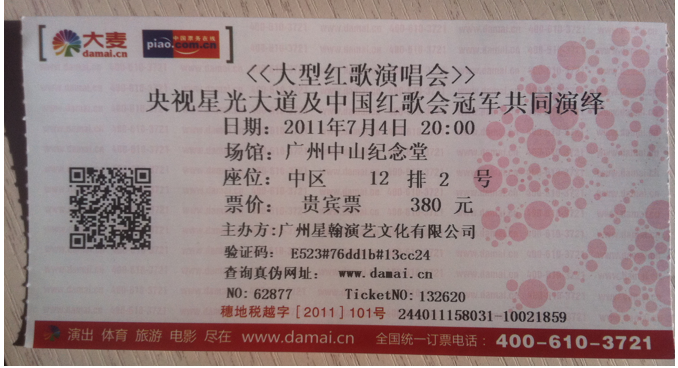 大麦
damai.cn
中国票务在线
piao.com.cn
<<大型红歌演唱会>>
央视星光大道及中国红歌会冠军共同演绎
日期：2011年7月4日 20:00
场馆：广州中山纪念堂
座位：中区 12 排 2 号
票价：贵宾票 380 元
主办方:广州星翰演艺文化有限公司
验证码： E523#76dd1b#13cc24
查询真伪网址： www.damai.cn
NO:62877 TicketNO:132620
穗地税越字［2011］101号 244011158031-10021859
演出 体育 旅游 电影 尽在 www.damai.cn 全国统一订票电话：400-610-3721